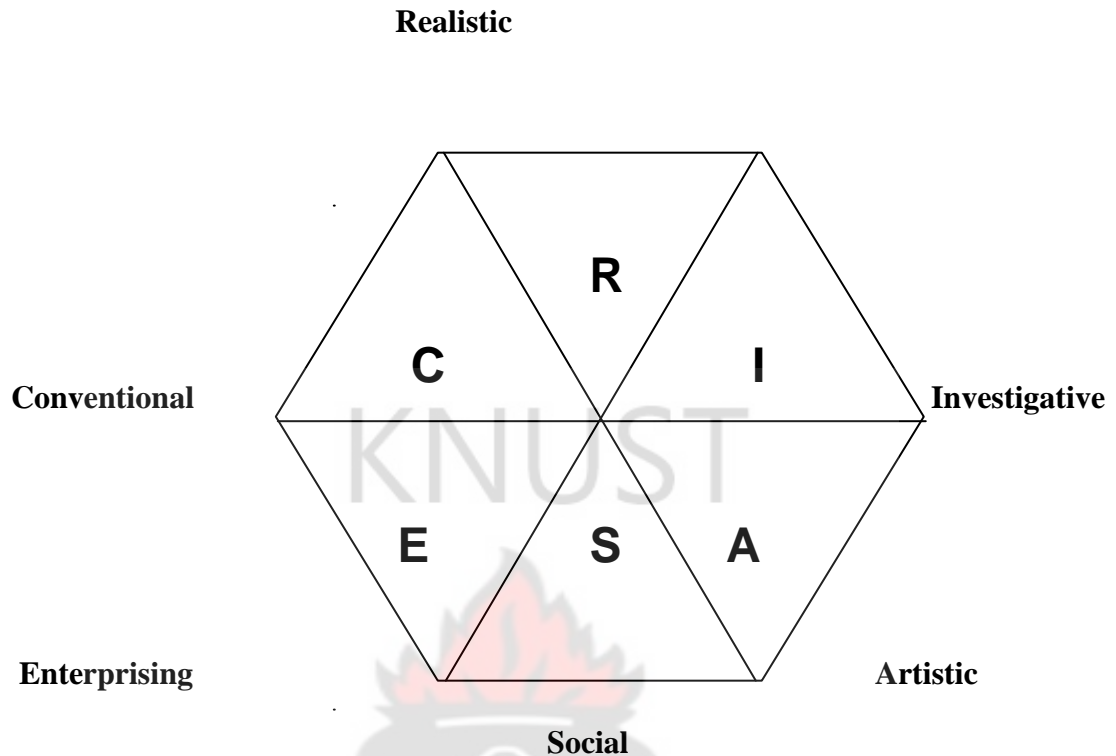 Realistic
R
C
I
Conventional
Investigative
KNUST
E
S
A
Enterprising
Artistic
Social